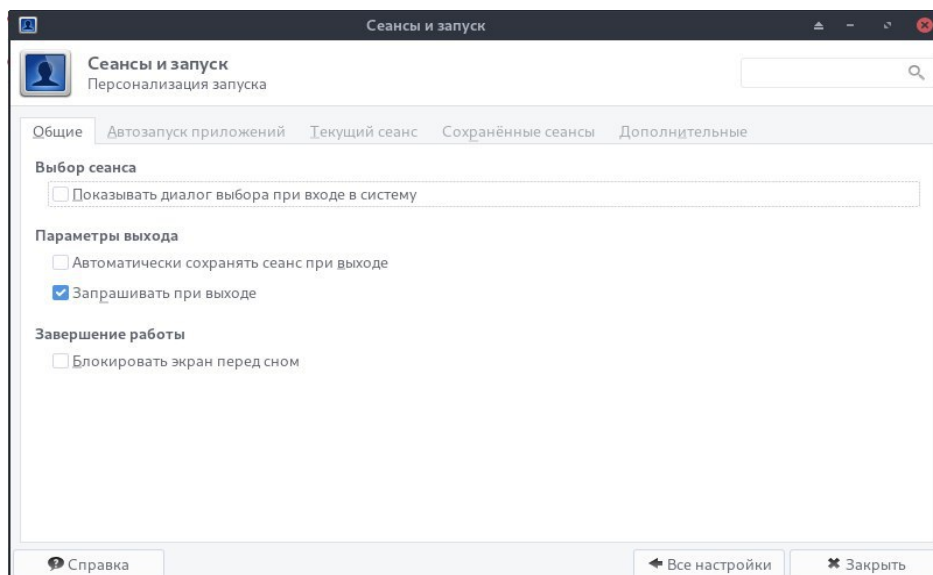 Сеансы и запуск
Сеансы и запуск
Персонализация запуска
Общие Автозапуск приложений Текущий сеанс Сохранённые сеансы Дополнительные
Выбор сеанса
Показывать диалог выбора при входе в систему
Параметры выхода
Автоматически сохранять сеанс при выходе
Запрашивать при выходе
Завершение работы
Блокировать экран перед сном
Справка Все настройки Закрыть